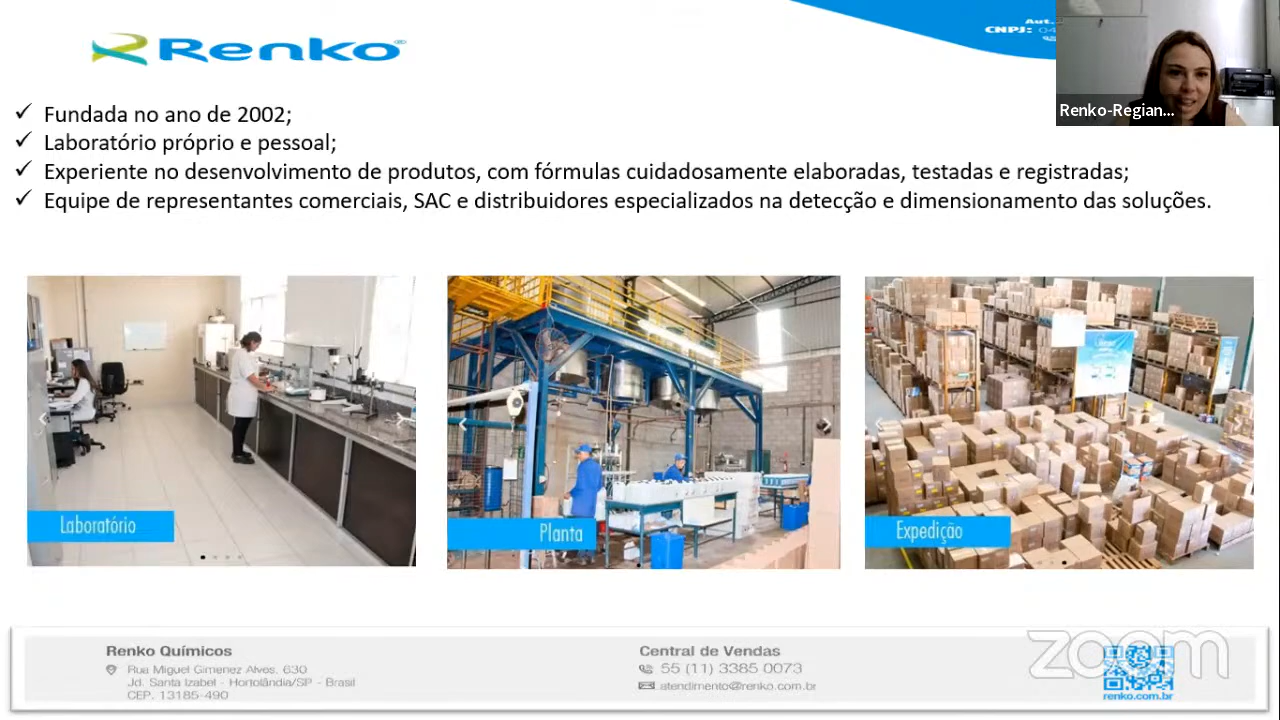 Renko®
Aut.
CNPJ: 04
Renko-Regian...
✓ Fundada no ano de 2002;
✓ Laboratório próprio e pessoal;
✓ Experiente no desenvolvimento de produtos, com fórmulas cuidadosamente elaboradas, testadas e registradas;
✓ Equipe de representantes comerciais, SAC e distribuidores especializados na detecção e dimensionamento das soluções.
Laboratório
Planta
Expedição
Renko Químicos
Rua Miguel Gimenez Alves, 630
Jd. Santa Izabel - Hortolândia/SP - Brasil
CEP. 13185-490
Central de Vendas
55 (11) 3385 0073
atendimento@renko.com.br
zoom
renko.com.br